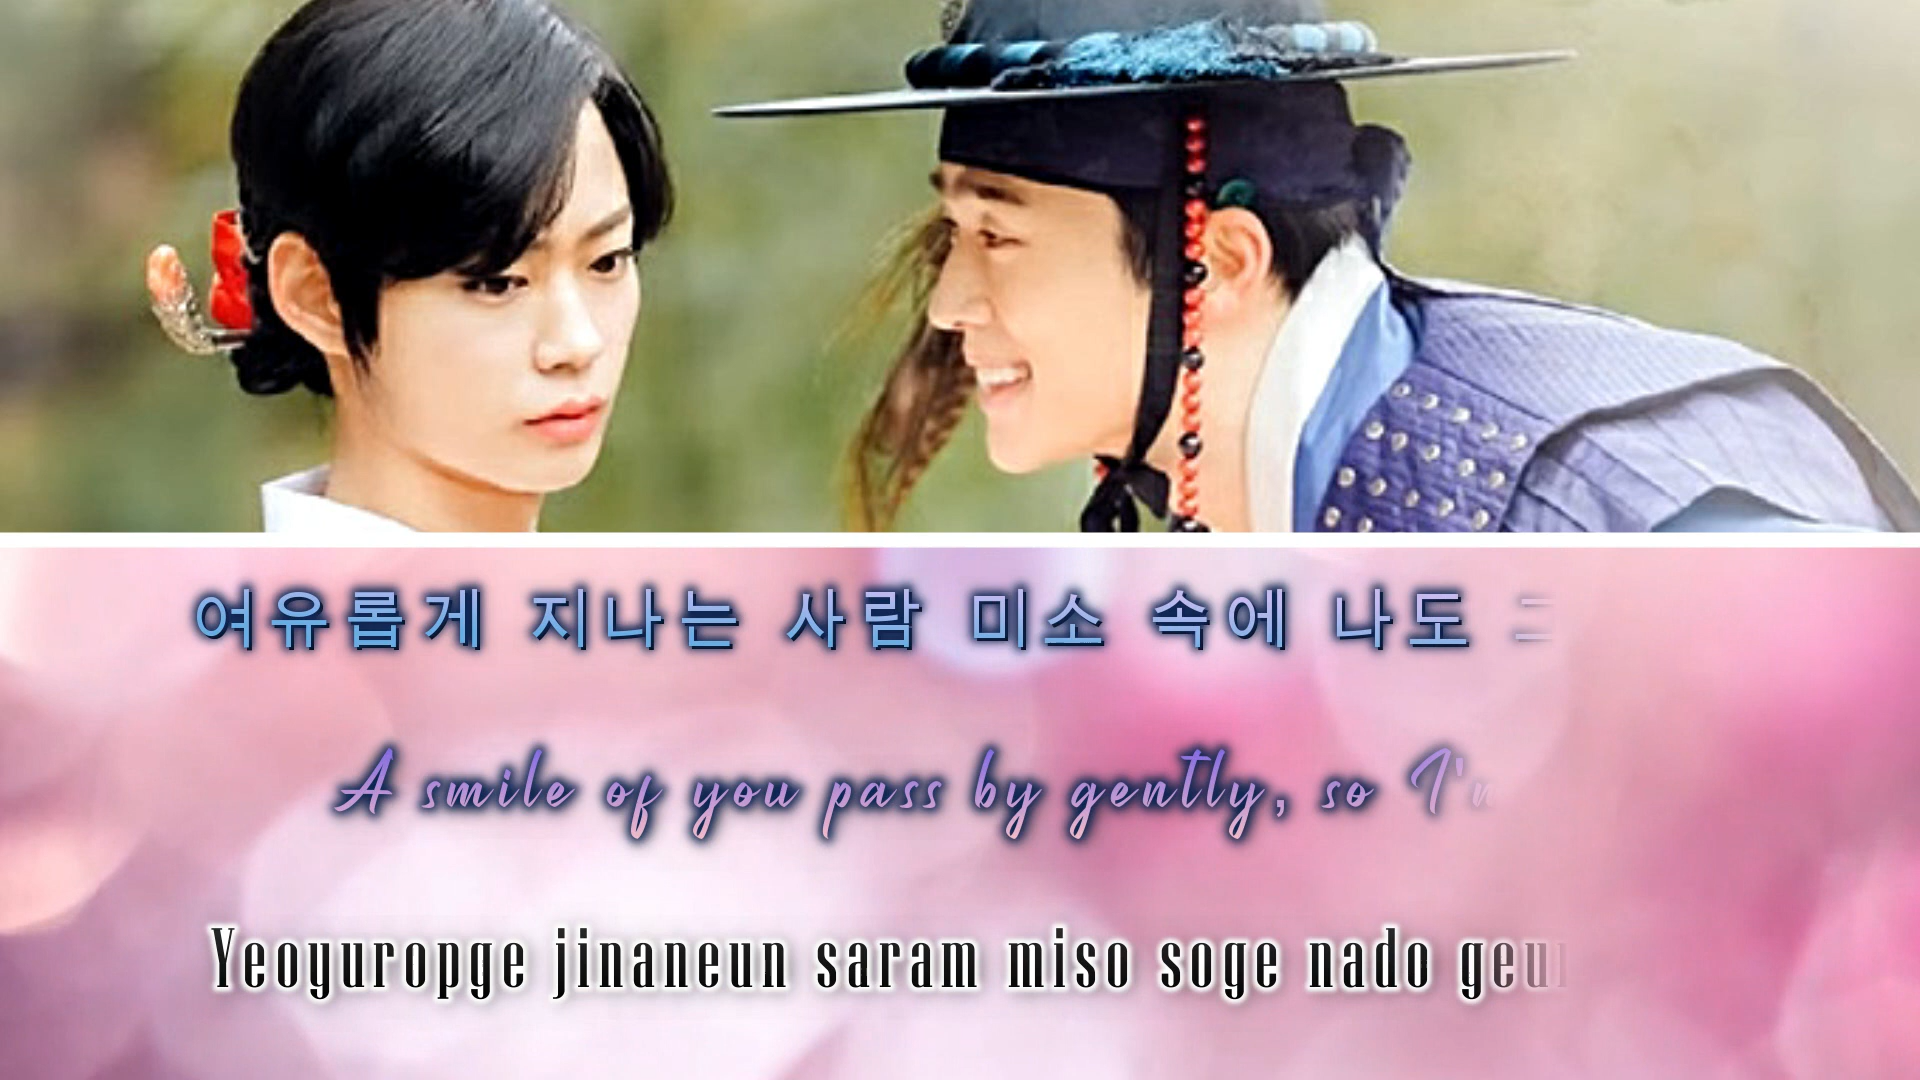 여유롭게 지나는 사람 미소 속에 나도
A smile of you pass by gently, so
Yeoyuropge jinaneun saram miso soge nado